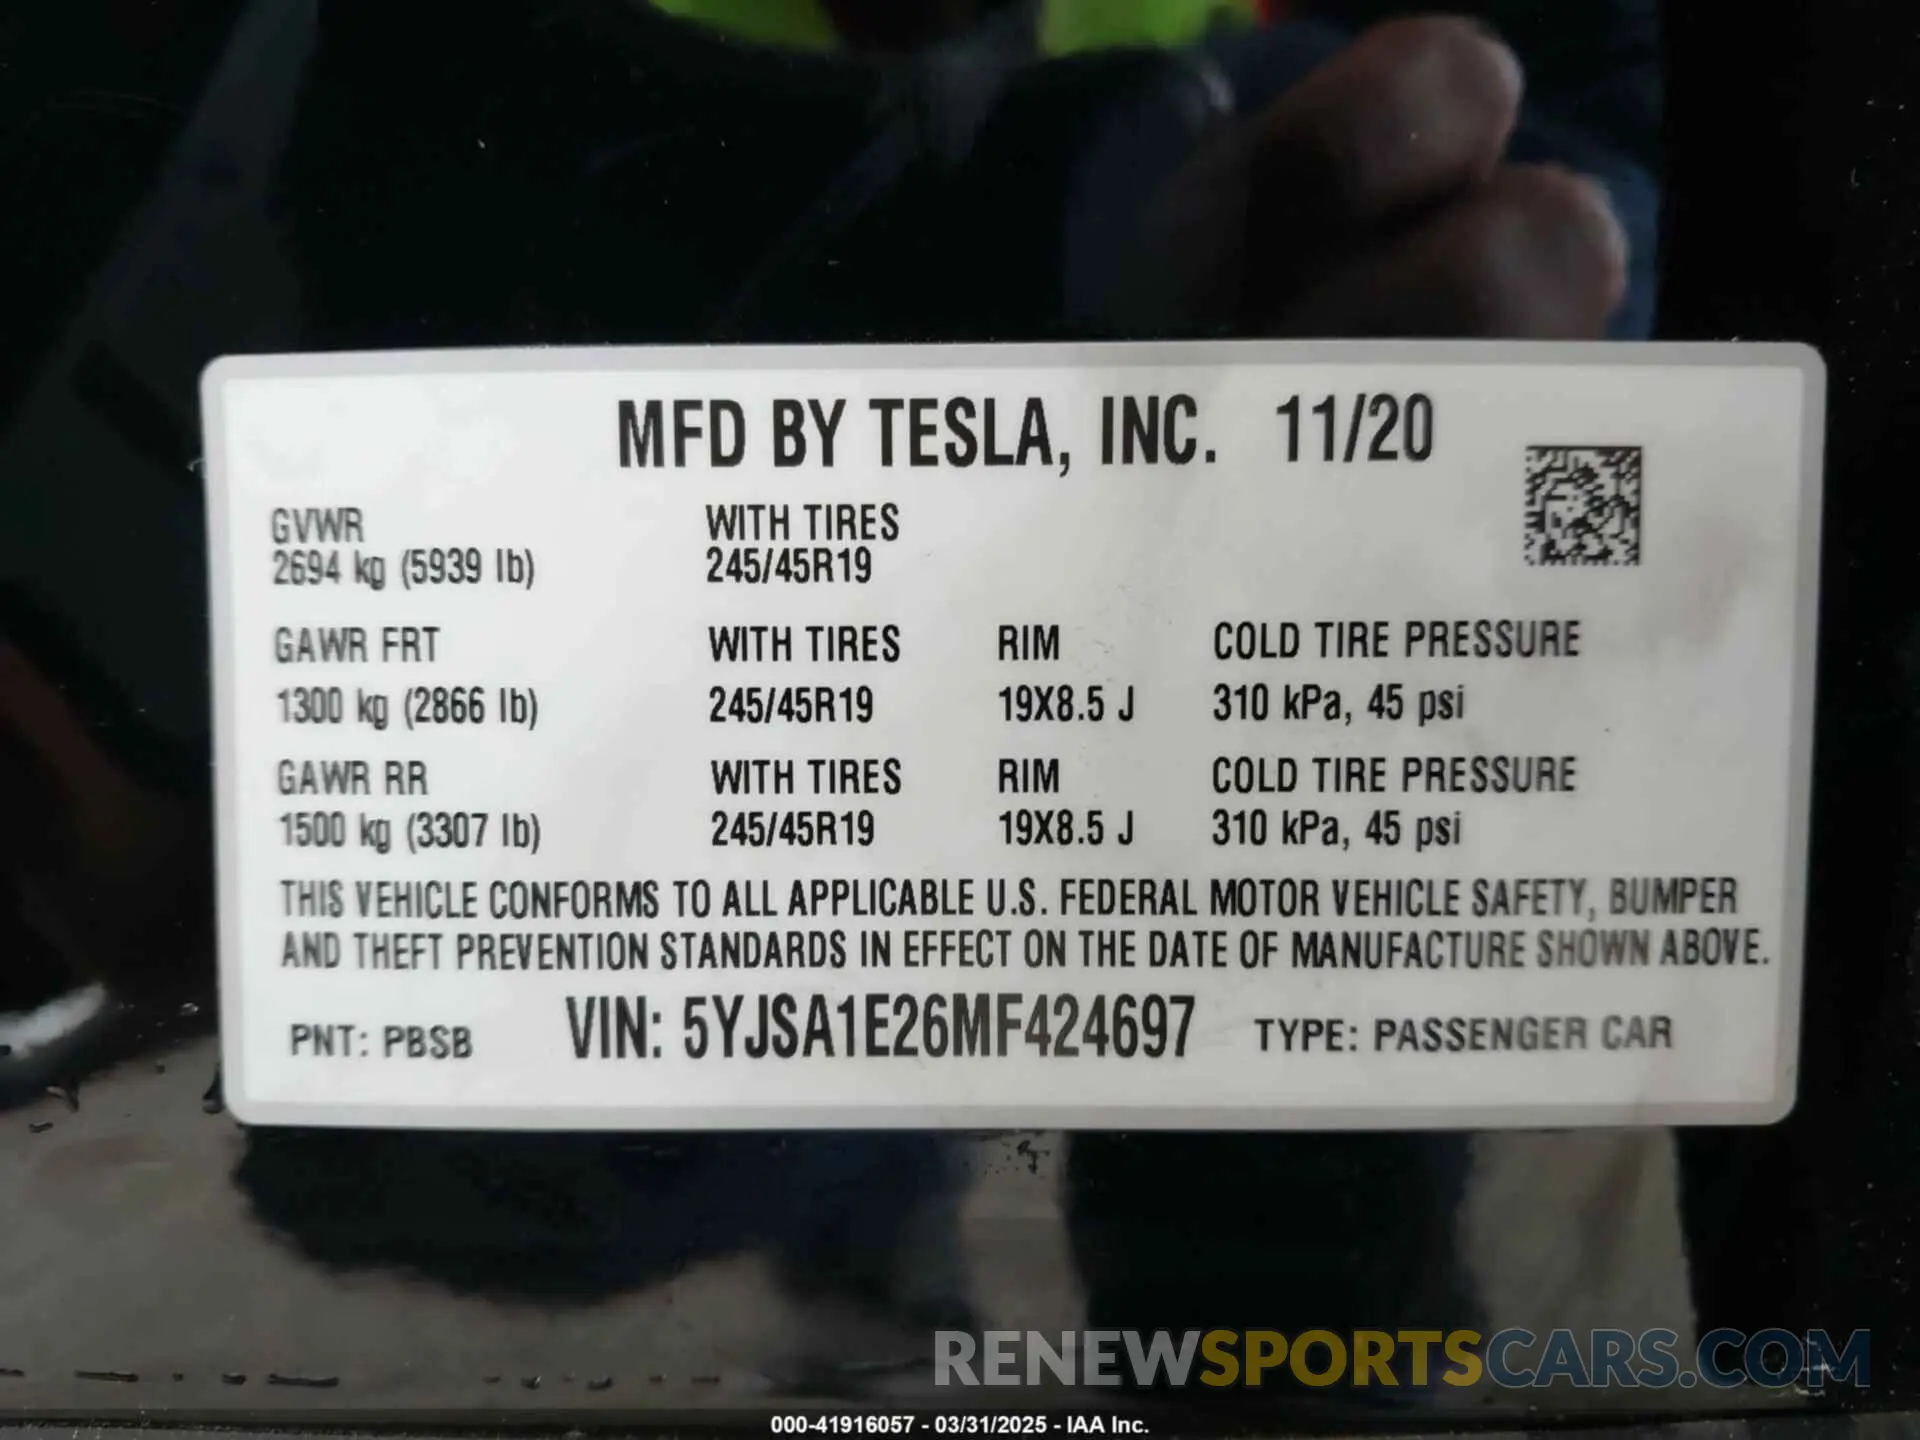 MFD BY TESLA, INC. 11/20
GVWR WITH TIRES
2694 kg (5939 lb) 245/45R19
GAWR FRT WITH TIRES RIM COLD TIRE PRESSURE
1300 kg (2866 lb) 245/45R19 19X8.5 J 310 kPa, 45 psi
GAWR RR WITH TIRES RIM COLD TIRE PRESSURE
1500 kg (3307 lb) 245/45R19 19X8.5 J 310 kPa, 45 psi
THIS VEHICLE CONFORMS TO ALL APPLICABLE U.S. FEDERAL MOTOR VEHICLE SAFETY, BUMPER
AND THEFT PREVENTION STANDARDS IN EFFECT ON THE DATE OF MANUFACTURE SHOWN ABOVE.
PNT: PBSB VIN: 5YJSA1E26MF424697 TYPE: PASSENGER CAR
RENEWSPORTSCARS.COM
000-41916057 - 03/31/2025 - IAA Inc.